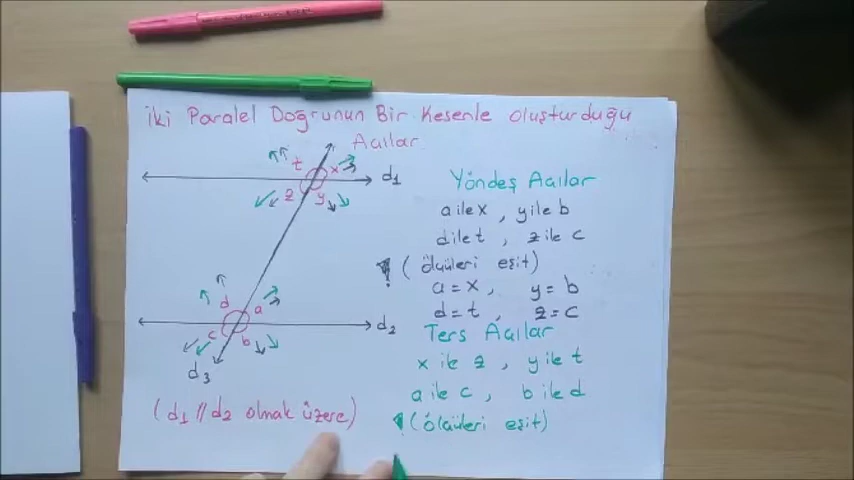 iki Paralel Doğrunun Bir Kesenle oluşturduğu
Açılar
t x d1
z y
d a
c b d2
d3
(d1 // d2 olmak üzere)
Yöndeş Açılar
a ile x , y ile b
d ile t , z ile c
! ( ölçüleri eşit)
a = x , y = b
d = t , z = c
Ters Açılar
x ile z , y ile t
a ile c , b ile d
! (ölçüleri eşit)